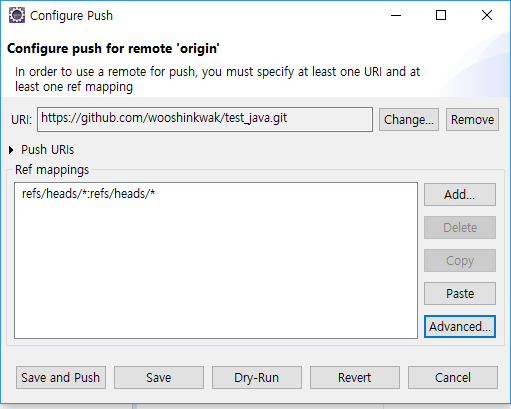 Configure Push
Configure push for remote 'origin'
In order to use a remote for push, you must specify at least one URI and at
least one ref mapping
URI: https://github.com/wooshinkwak/test_java.git Change... Remove
Push URIs
Ref mappings
refs/heads/*:refs/heads/*
Add...
Delete
Copy
Paste
Advanced...
Save and Push Save Dry-Run Revert Cancel